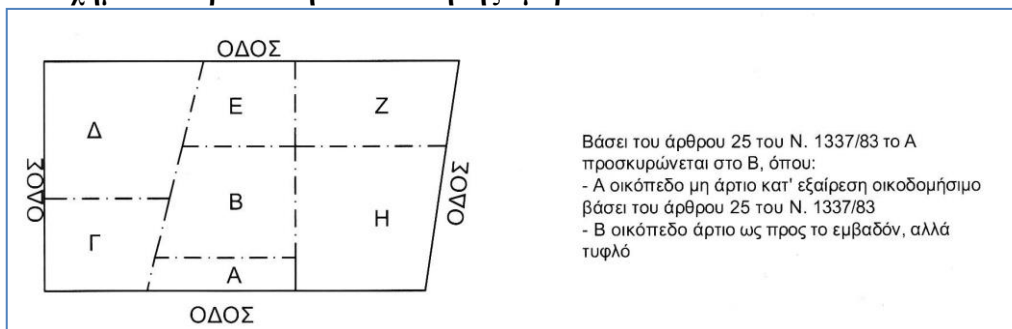 ΟΔΟΣ
Δ
Ε
Ζ
ΟΔΟΣ
Γ
Β
Η
ΟΔΟΣ
Α
ΟΔΟΣ
Βάσει του άρθρου 25 του Ν. 1337/83 το Α
προσκυρώνεται στο Β, όπου:
- Α οικόπεδο μη άρτιο κατ' εξαίρεση οικοδομήσιμο
βάσει του άρθρου 25 του Ν. 1337/83
- Β οικόπεδο άρτιο ως προς το εμβαδόν, αλλά
τυφλό